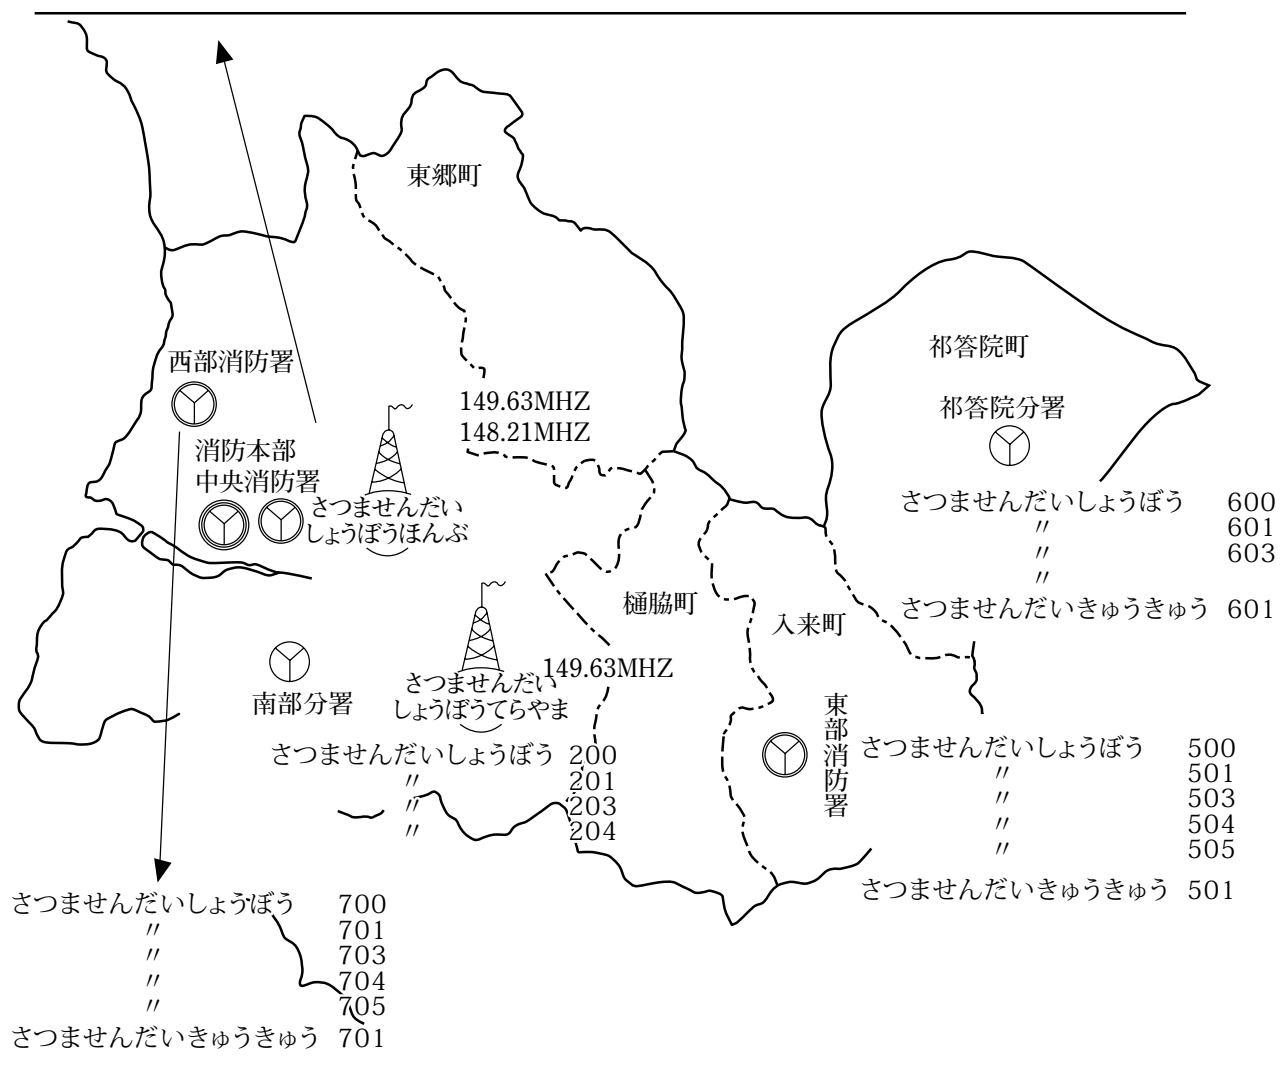 東郷町
西部消防署
149.63MHZ
148.21MHZ
消防本部
中央消防署
さつませんだい
しょうぼうほんぶ
祁答院町
祁答院分署
さつませんだいしょうぼう 600
〃 601
〃 603
〃
さつませんだいきゅうきゅう 601
樋脇町
入来町
149.63MHZ
さつませんだい
しょうぼうてらやま
南部分署
さつませんだいしょうぼう 200
〃 201
〃 203
〃 204
東部消防署
さつませんだいしょうぼう 500
〃 501
〃 503
〃 504
〃 505
さつませんだいきゅうきゅう 501
さつませんだいしょうぼう 700
〃 701
〃 703
〃 704
〃 705
さつませんだいきゅうきゅう 701